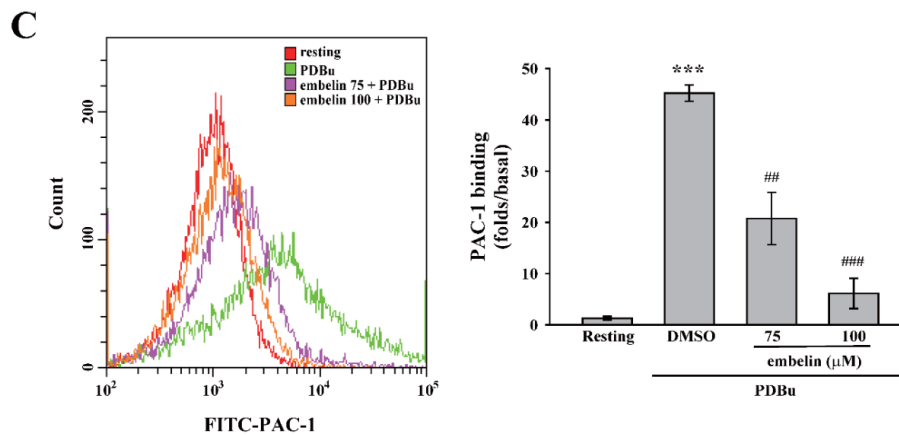 C
resting
PDBu
embelin 75 + PDBu
embelin 100 + PDBu
200
100
0
Count
10² 10³ 10⁴ 10⁵
FITC-PAC-1
PAC-1 binding
(folds/basal)
50
40
30
20
10
0
***
##
###
Resting DMSO 75 100
embelin (μM)
PDBu